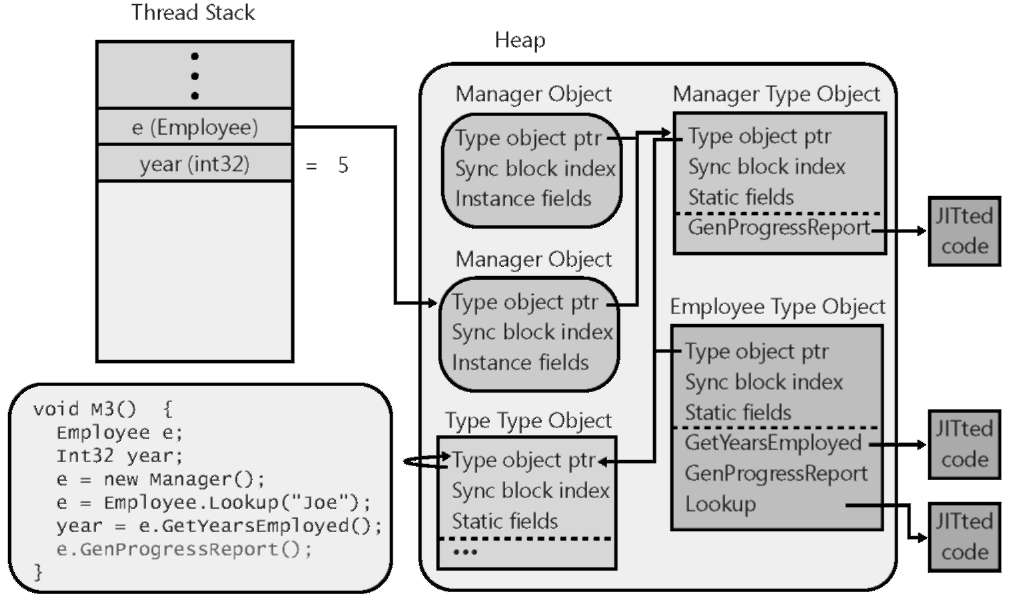 Thread Stack
e (Employee)
year (int32)
= 5
Heap
Manager Object
Type object ptr
Sync block index
Instance fields
Manager Object
Type object ptr
Sync block index
Instance fields
Type Type Object
Type object ptr
Sync block index
Static fields
...
Manager Type Object
Type object ptr
Sync block index
Static fields
GenProgressReport
JITted
code
Employee Type Object
Type object ptr
Sync block index
Static fields
GetYearsEmployed
GenProgressReport
Lookup
JITted
code
JITted
code
void M3() {
Employee e;
Int32 year;
e = new Manager();
e = Employee.Lookup("Joe");
year = e.GetYearsEmployed();
e.GenProgressReport();
}